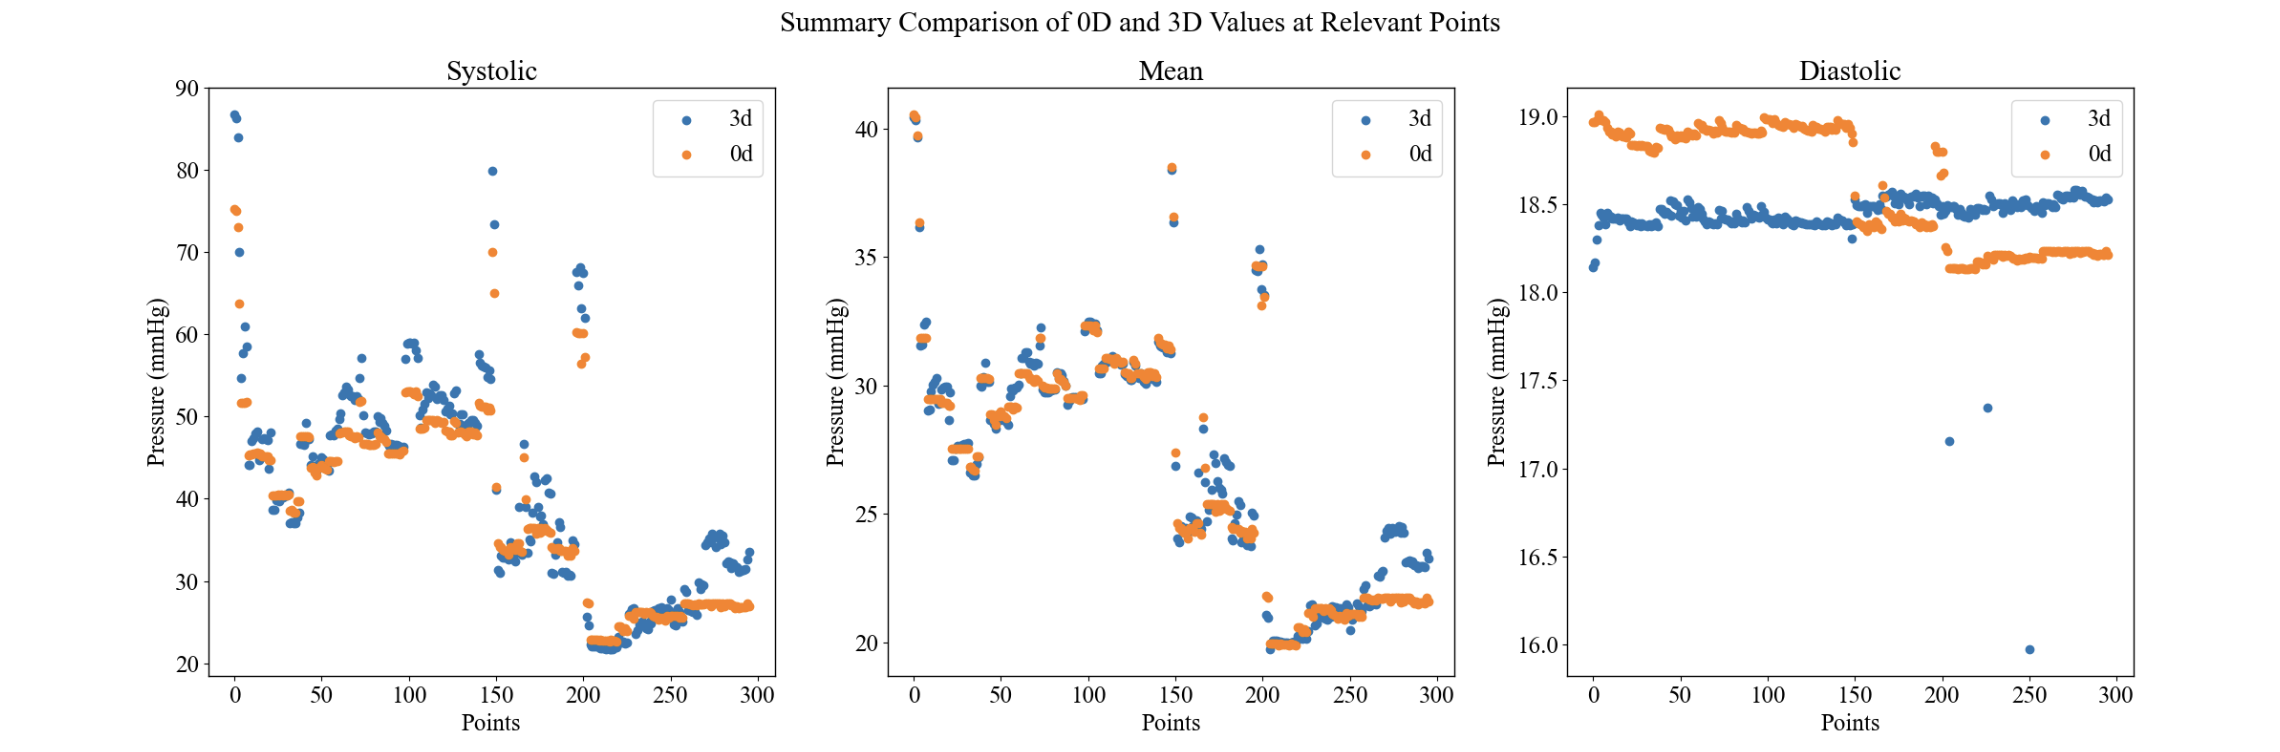 Summary Comparison of 0D and 3D Values at Relevant Points
Systolic
90
80
70
60
50
40
30
20
Pressure (mmHg)
0 50 100 150 200 250 300
Points
3d
0d
Mean
40
35
30
25
20
Pressure (mmHg)
0 50 100 150 200 250 300
Points
3d
0d
Diastolic
19.0
18.5
18.0
17.5
17.0
16.5
16.0
Pressure (mmHg)
0 50 100 150 200 250 300
Points
3d
0d